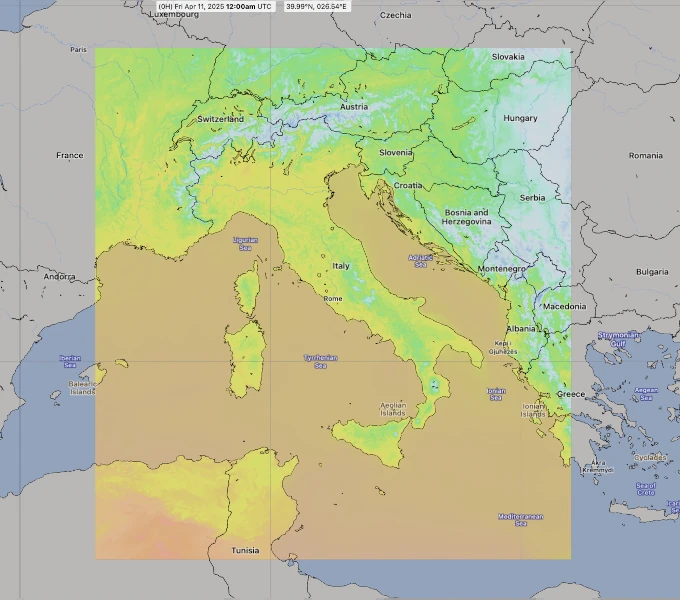 (0H) Fri Apr 11, 2025 12:00am UTC
39.99°N, 026.54°E
Luxembourg
Czechia
Paris
Slovakia
Austria
Switzerland
Hungary
France
Slovenia
Romania
Croatia
Serbia
Bosnia and
Herzegovina
Ligurian
Sea
Adriatic
Sea
Italy
Montenegro
Bulgaria
Andorra
Rome
Macedonia
Albania
Strymonian
Gulf
Kepi i
Gjuhëzës
Iberian
Sea
Tyrrhenian
Sea
Balearic
Islands
Ionian
Sea
Greece
Aegean
Sea
Aeolian
Islands
Ionian
Islands
Cyclades
Akra
Kremmydi
Sea of
Crete
Mediterranean
Sea
Tunisia